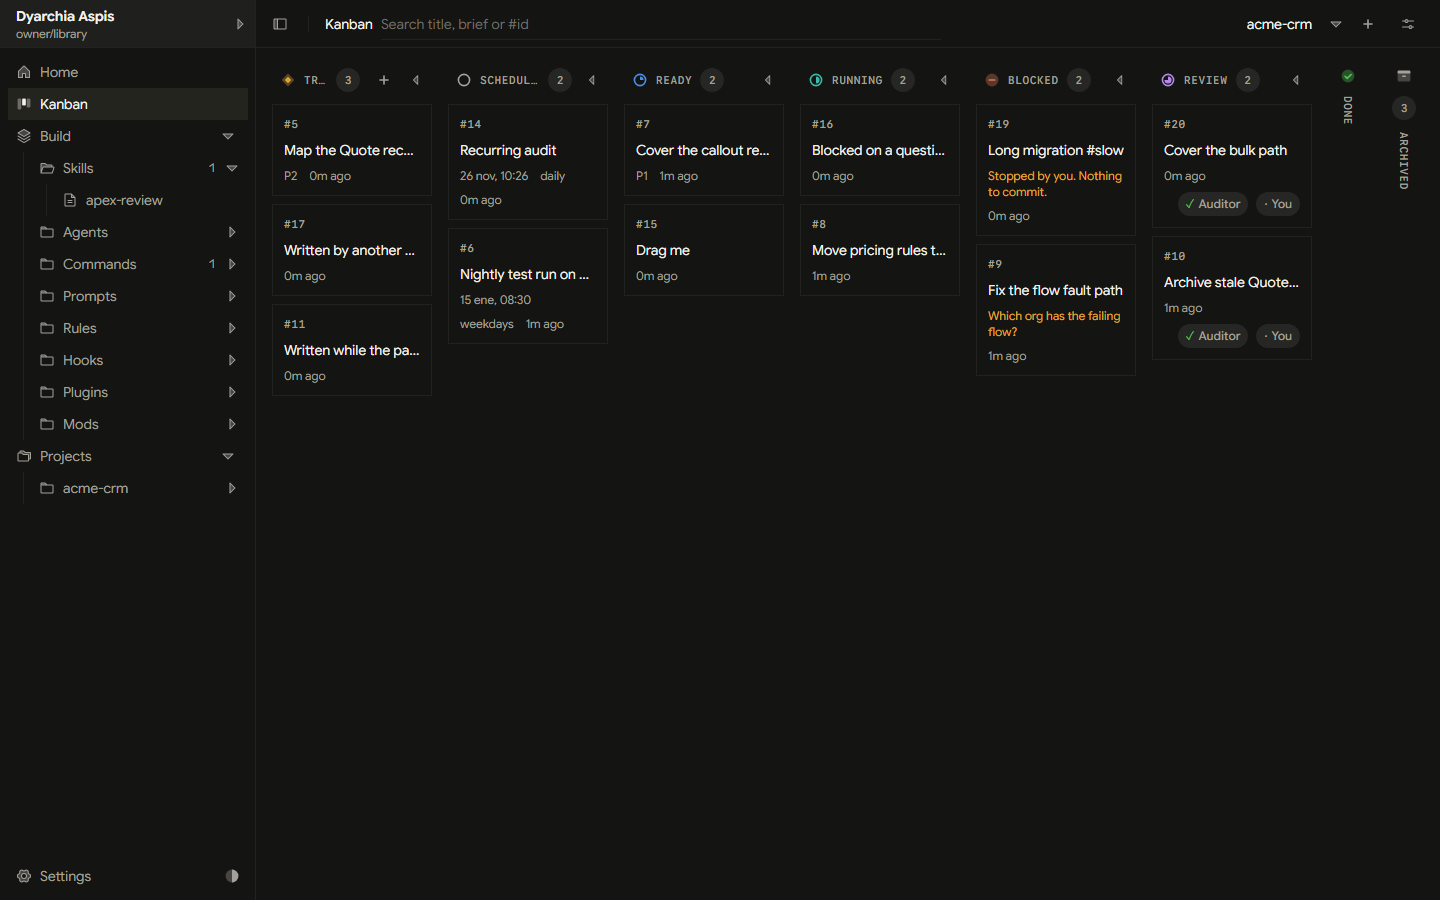 Dyarchia Aspis
owner/library
Home
Kanban
Build
Skills 1
apex-review
Agents
Commands 1
Prompts
Rules
Hooks
Plugins
Mods
Projects
acme-crm
Settings
Kanban Search title, brief or #id
acme-crm
TR... 3
#5
Map the Quote rec...
P2 0m ago
#17
Written by another ...
0m ago
#11
Written while the pa...
0m ago
SCHEDUL... 2
#14
Recurring audit
26 nov, 10:26 daily
0m ago
#6
Nightly test run on ...
15 ene, 08:30
weekdays 1m ago
READY 2
#7
Cover the callout re...
P1 1m ago
#15
Drag me
0m ago
RUNNING 2
#16
Blocked on a questi...
0m ago
#8
Move pricing rules t...
1m ago
BLOCKED 2
#19
Long migration #slow
Stopped by you. Nothing
to commit.
0m ago
#9
Fix the flow fault path
Which org has the failing
flow?
1m ago
REVIEW 2
#20
Cover the bulk path
0m ago
✓ Auditor · You
#10
Archive stale Quote...
1m ago
✓ Auditor · You
DONE
3
ARCHIVED